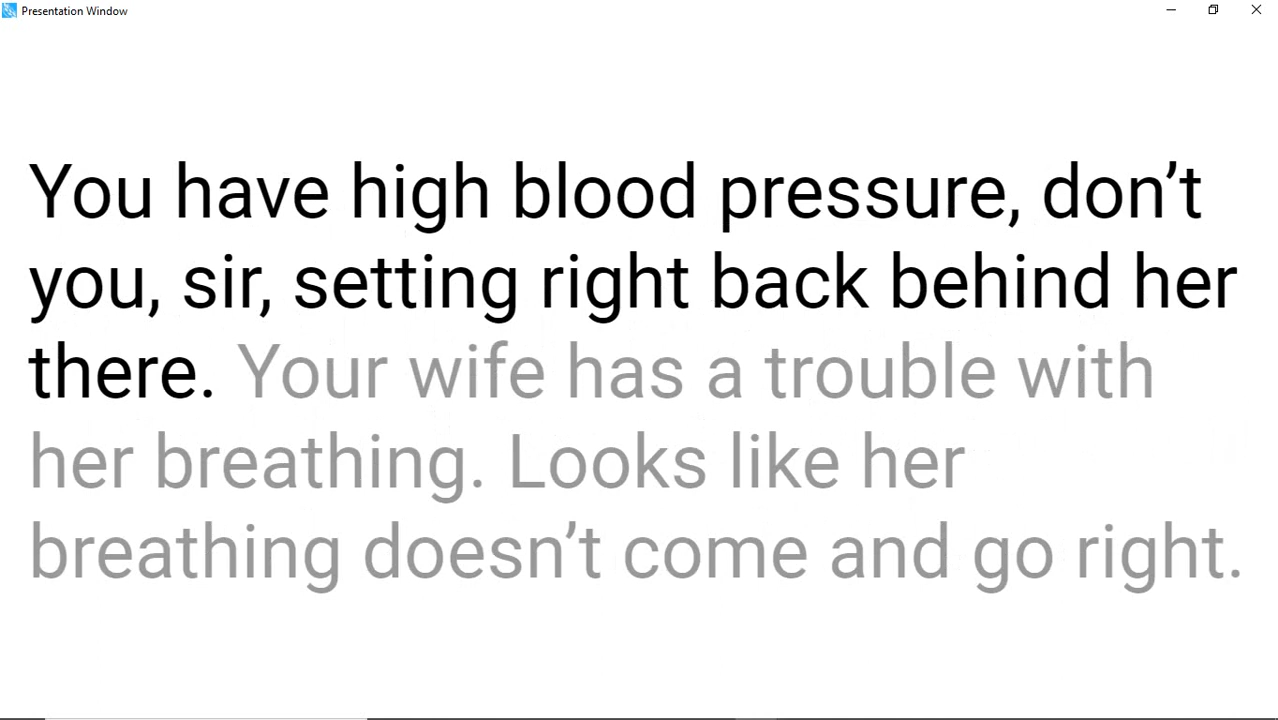 Presentation Window
You have high blood pressure, don’t
you, sir, setting right back behind her
there. Your wife has a trouble with
her breathing. Looks like her
breathing doesn’t come and go right.